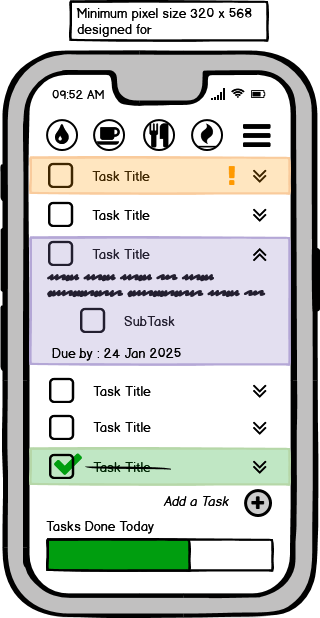 Minimum pixel size 320 x 568
designed for
09:52 AM
Task Title !
Task Title
Task Title
SubTask
Due by : 24 Jan 2025
Task Title
Task Title
Task Title
Add a Task
Tasks Done Today